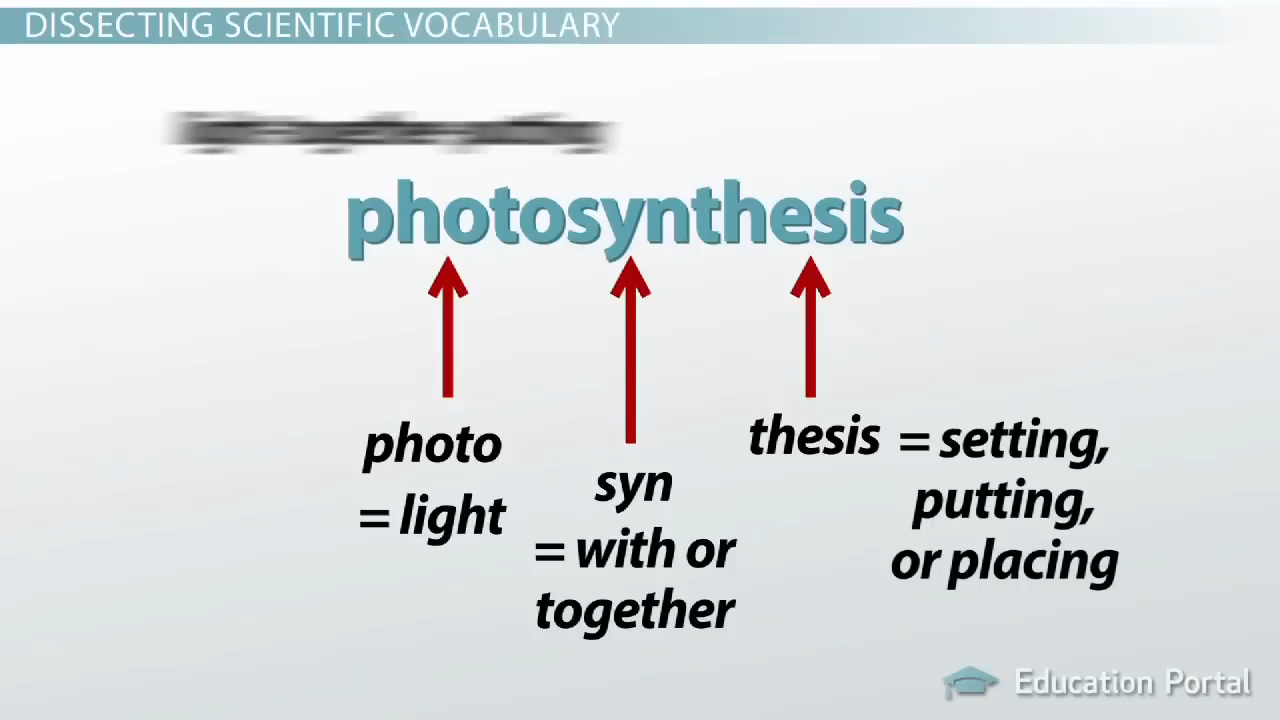 DISSECTING SCIENTIFIC VOCABULARY
photosynthesis
photo
= light
syn
= with or
together
thesis = setting,
putting,
or placing
Education Portal